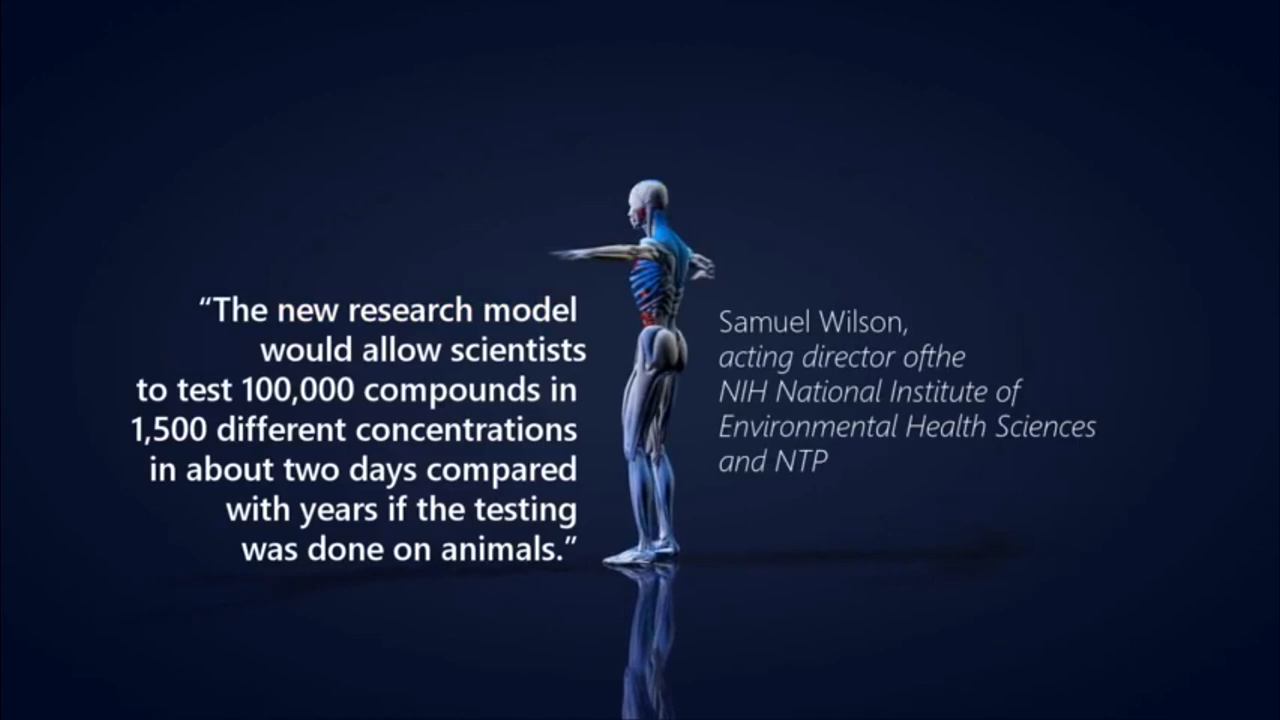 “The new research model
would allow scientists
to test 100,000 compounds in
1,500 different concentrations
in about two days compared
with years if the testing
was done on animals.”
Samuel Wilson,
acting director ofthe
NIH National Institute of
Environmental Health Sciences
and NTP